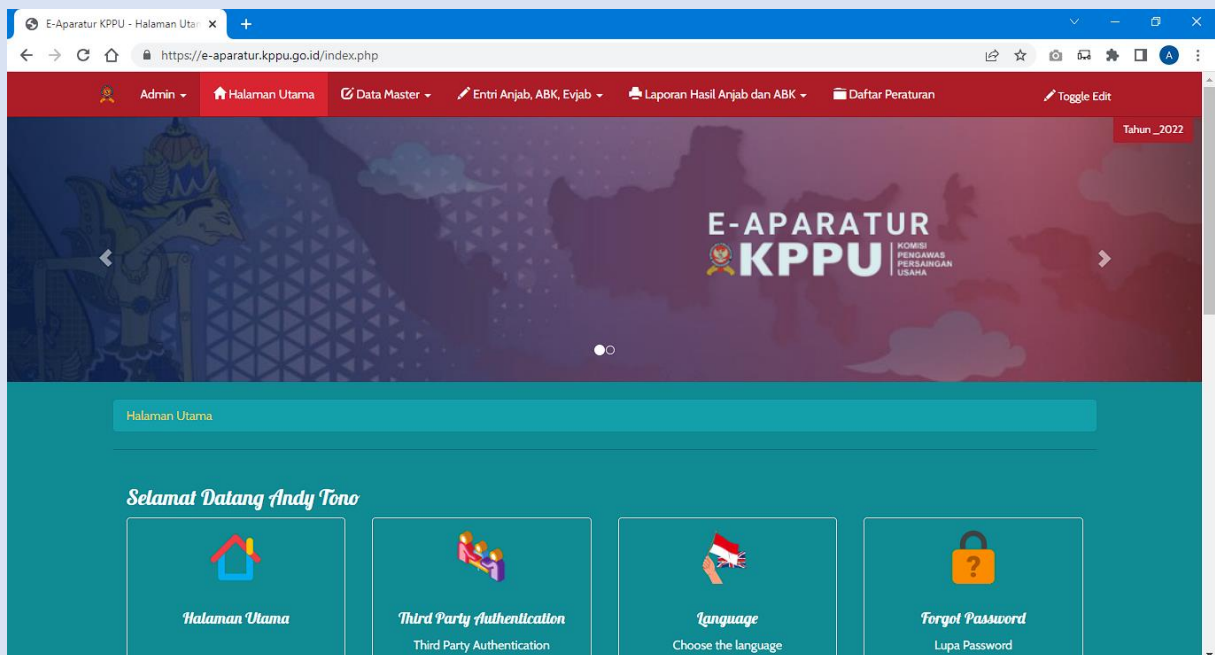 E-Aparatur KPPU - Halaman Utar
https://e-aparatur.kppu.go.id/index.php
A
Admin
Halaman Utama
Data Master
Entri Anjab, ABK, Evjab
Laporan Hasil Anjab dan ABK
Daftar Peraturan
Toggle Edit
Tahun _2022
E-APARATUR
KPPU
KOMISI
PENGAWAS
PERSAINGAN
USAHA
Halaman Utama
Selamat Datang Andy Tono
Halaman Utama
Third Party Authentication
Third Party Authentication
Language
Choose the language
?
Forgot Password
Lupa Password